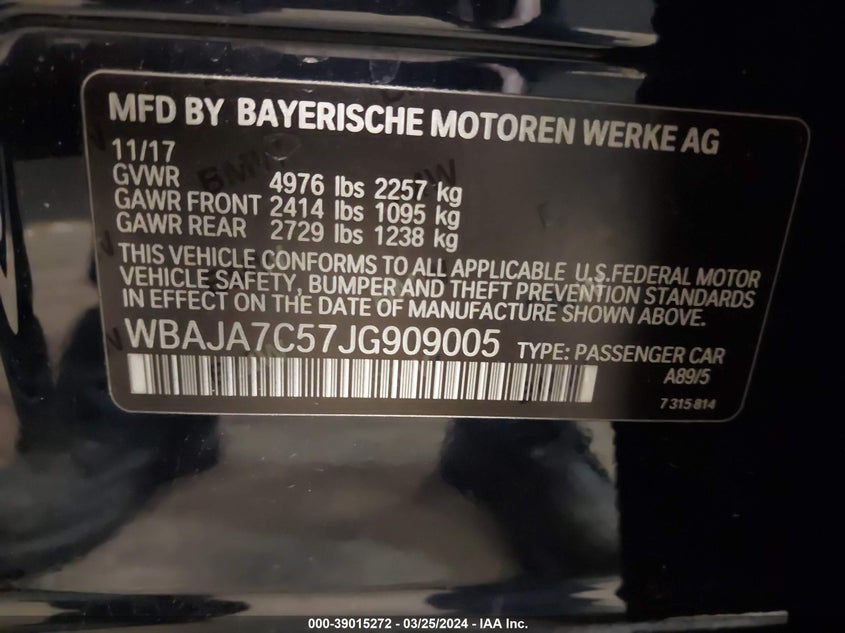 MFD BY BAYERISCHE MOTOREN WERKE AG
11/17
GVWR 4976 lbs 2257 kg
GAWR FRONT 2414 lbs 1095 kg
GAWR REAR 2729 lbs 1238 kg
THIS VEHICLE CONFORMS TO ALL APPLICABLE U.S.FEDERAL MOTOR
VEHICLE SAFETY, BUMPER AND THEFT PREVENTION STANDARDS
IN EFFECT ON THE DATE OF MANUFACTURE SHOWN ABOVE.
WBAJA7C57JG909005 TYPE: PASSENGER CAR
A89/5
7 315 814
000-39015272 - 03/25/2024 - IAA Inc.